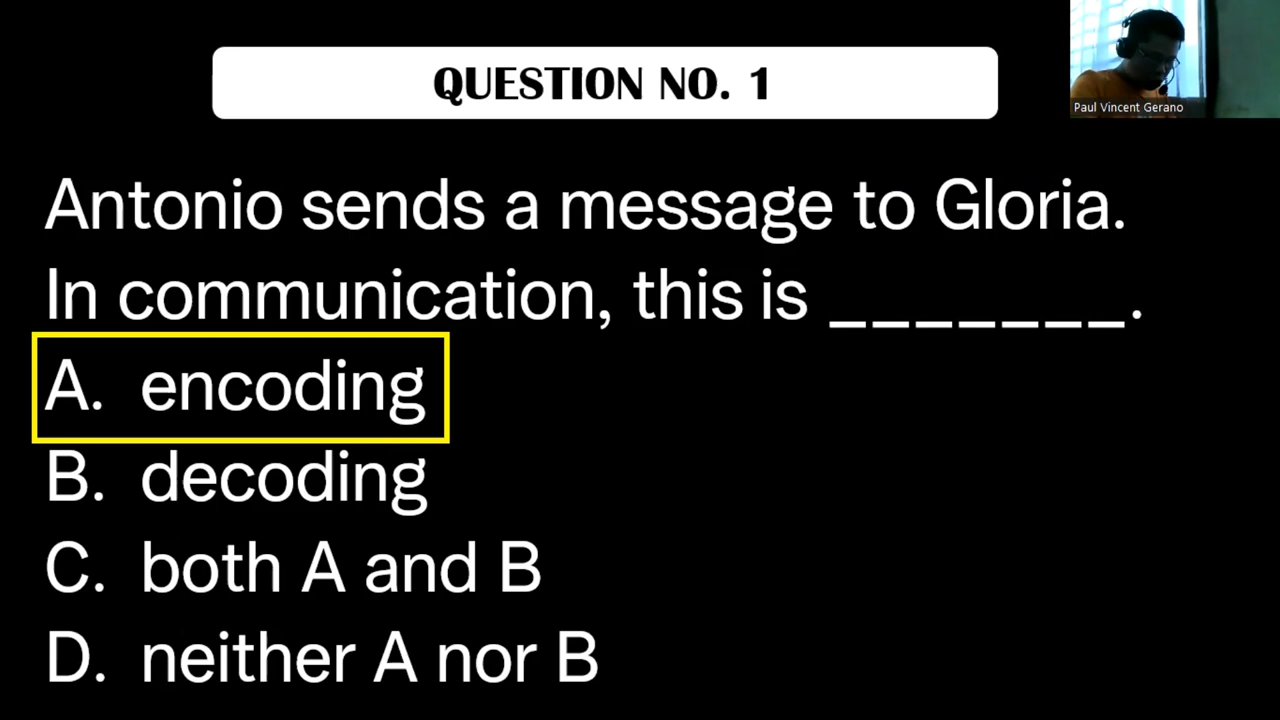 QUESTION NO. 1
Paul Vincent Gerano
Antonio sends a message to Gloria.
In communication, this is _______.
A. encoding
B. decoding
C. both A and B
D. neither A nor B